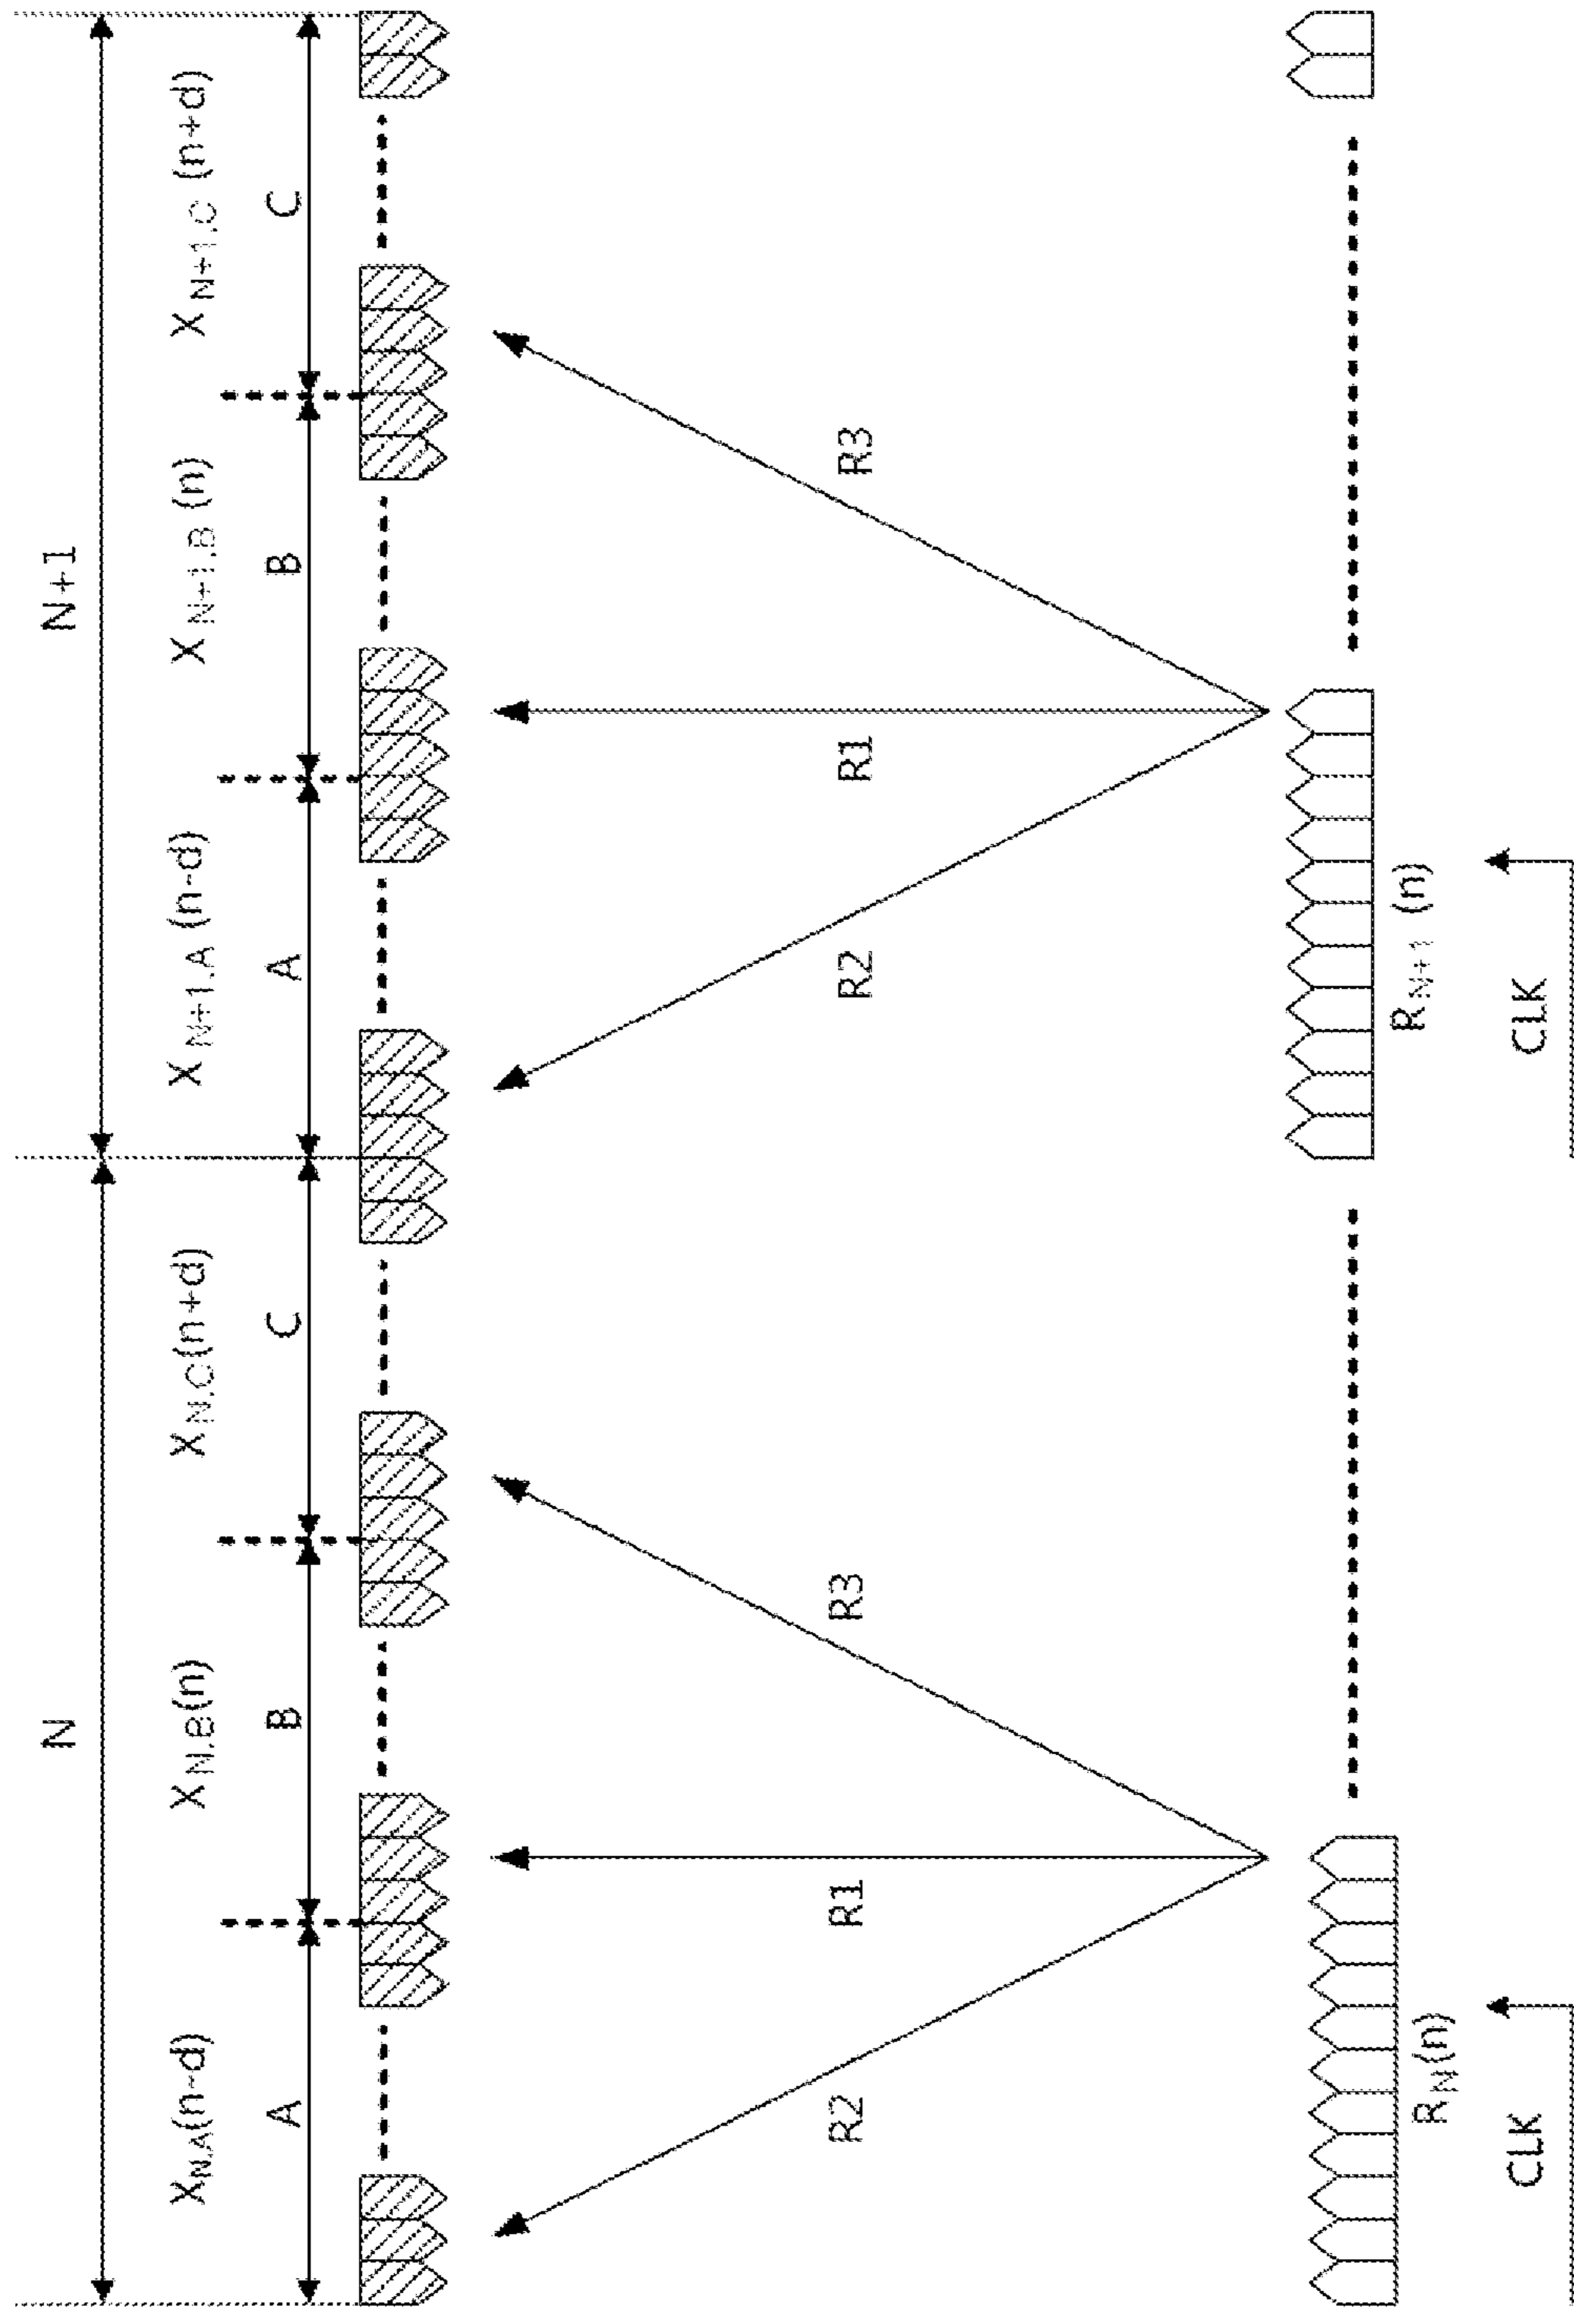 N N+1
X N,A (n-d) X N,B (n) X N,C (n+d) X N+1,A (n-d) X N+1,B (n) X N+1,C (n+d)
A B C A B C
R2 R1 R3 R2 R1 R3
R N (n) R N+1 (n)
CLK CLK